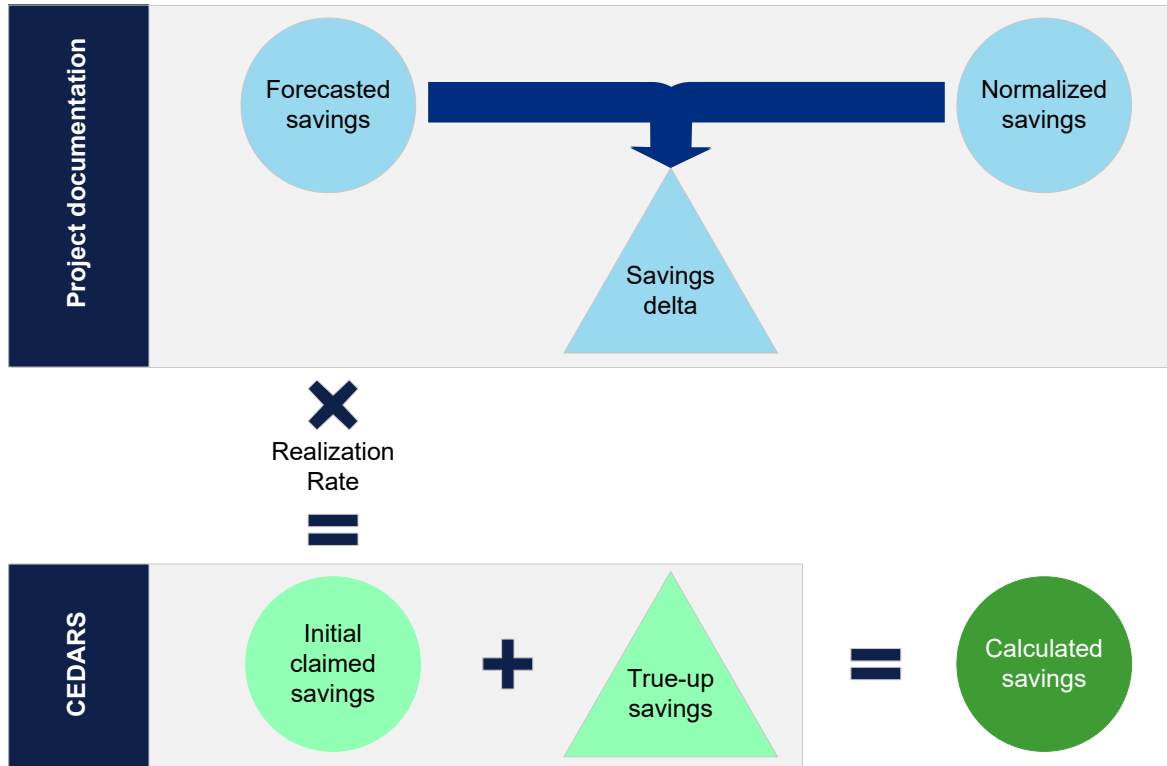 Project documentation
Forecasted
savings
Normalized
savings
Savings
delta
Realization
Rate
CEDARS
Initial
claimed
savings
True-up
savings
Calculated
savings